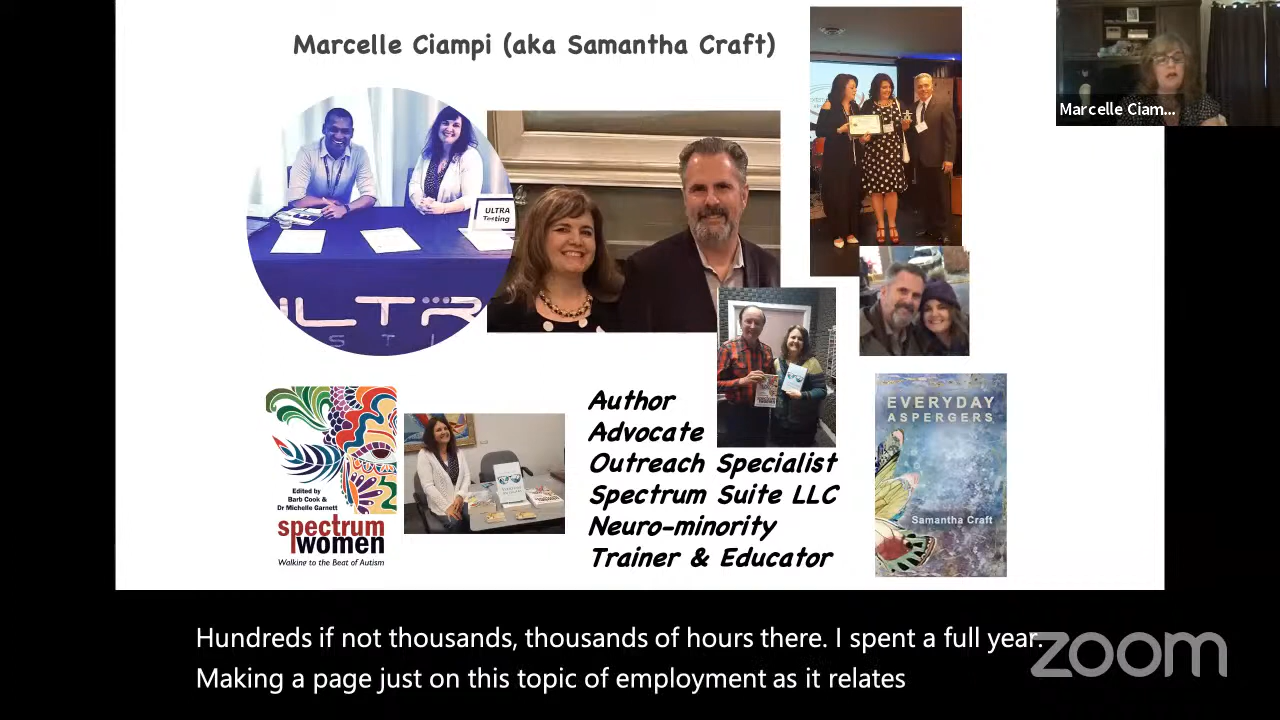 Marcelle Ciampi (aka Samantha Craft)
Marcelle Ciam...
ULTRA
Testing
Author
Advocate
Outreach Specialist
Spectrum Suite LLC
Neuro-minority
Trainer & Educator
Edited by
Barb Cook &
Dr Michelle Garnett
spectrum
women
Walking to the Beat of Autism
EVERYDAY
ASPERGERS
Samantha Craft
Hundreds if not thousands, thousands of hours there. I spent a full year.
Making a page just on this topic of employment as it relates
zoom